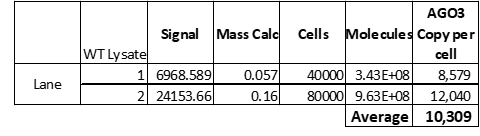 WT Lysate Signal Mass Calc Cells Molecules AGO3 Copy per cell
Lane
1 6968.589 0.057 40000 3.43E+08 8,579
2 24153.66 0.16 80000 9.63E+08 12,040
Average 10,309